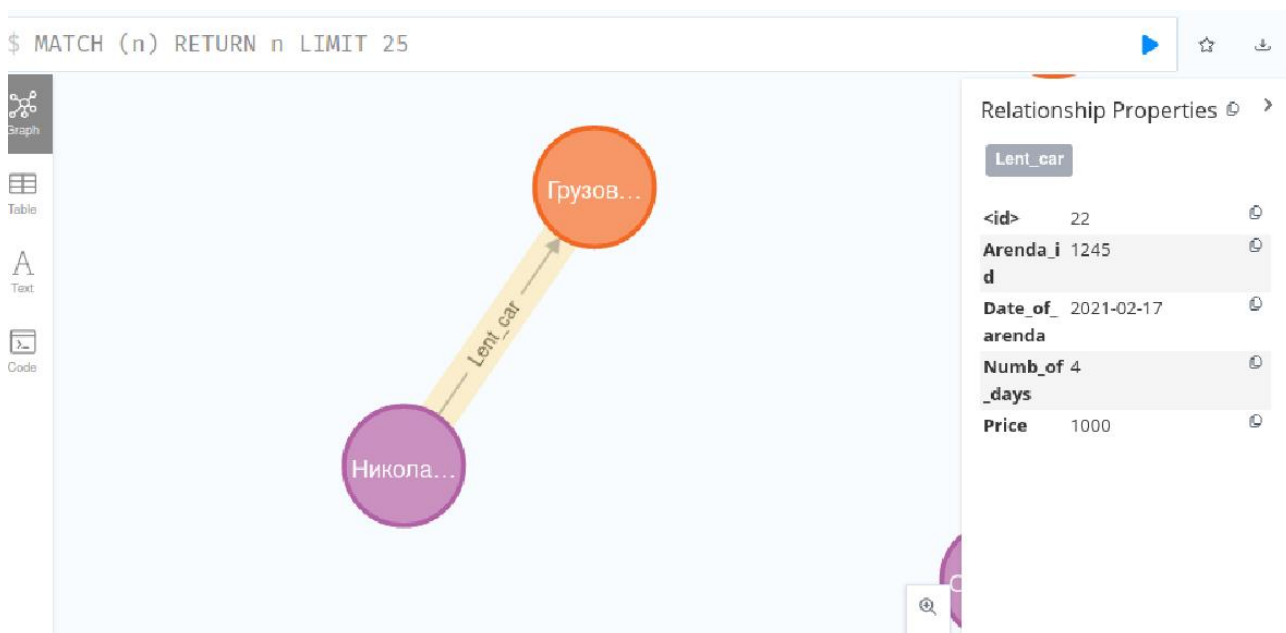 $ MATCH (n) RETURN n LIMIT 25
Graph
Table
A
Text
Code
Грузов...
Lent_car
Никола...
Relationship Properties
Lent_car
<id> 22
Arenda_i 1245
d
Date_of_ 2021-02-17
arenda
Numb_of 4
_days
Price 1000